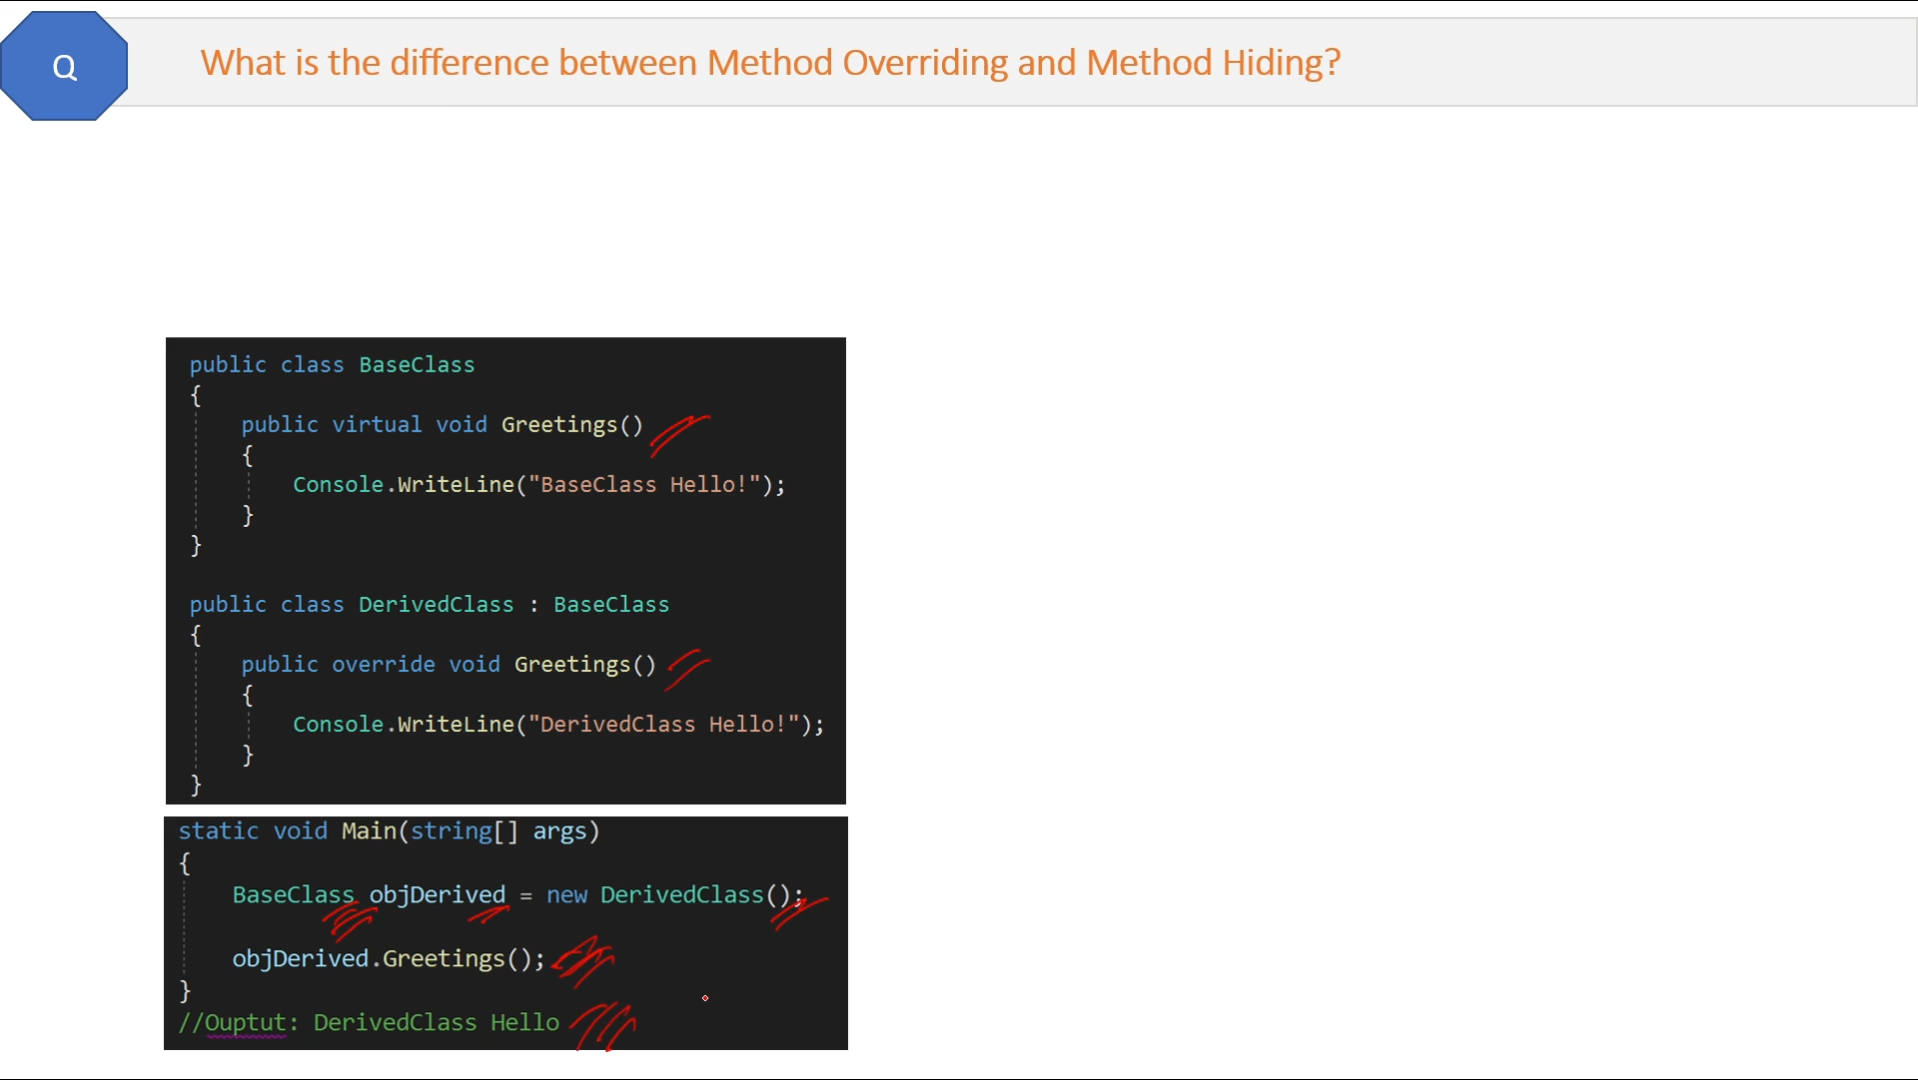 Q
What is the difference between Method Overriding and Method Hiding?
public class BaseClass
{
public virtual void Greetings()
{
Console.WriteLine("BaseClass Hello!");
}
}
public class DerivedClass : BaseClass
{
public override void Greetings()
{
Console.WriteLine("DerivedClass Hello!");
}
}
static void Main(string[] args)
{
BaseClass objDerived = new DerivedClass();
objDerived.Greetings();
}
//Ouptut: DerivedClass Hello